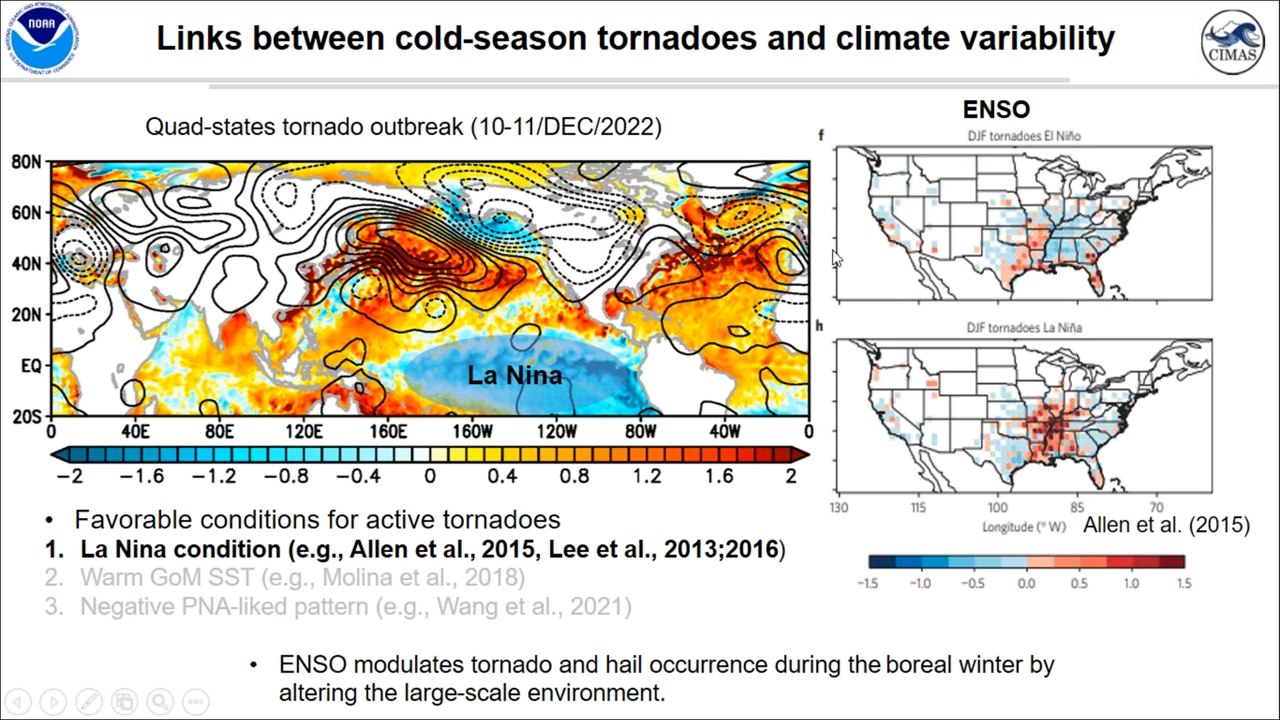 NOAA
Links between cold-season tornadoes and climate variability
CIMAS
Quad-states tornado outbreak (10-11/DEC/2022)
80N
60N
40N
20N
EQ
20S
La Nina
0 40E 80E 120E 160E 160W 120W 80W 40W 0
−2 −1.6 −1.2 −0.8 −0.4 0 0.4 0.8 1.2 1.6 2
ENSO
f DJF tornadoes El Niño
h DJF tornadoes La Niña
130 115 100 85 70
Longitude (° W) Allen et al. (2015)
−1.5 −1.0 −0.5 0.0 0.5 1.0 1.5
• Favorable conditions for active tornadoes
1. La Nina condition (e.g., Allen et al., 2015, Lee et al., 2013;2016)
2. Warm GoM SST (e.g., Molina et al., 2018)
3. Negative PNA-liked pattern (e.g., Wang et al., 2021)
• ENSO modulates tornado and hail occurrence during the boreal winter by
altering the large-scale environment.